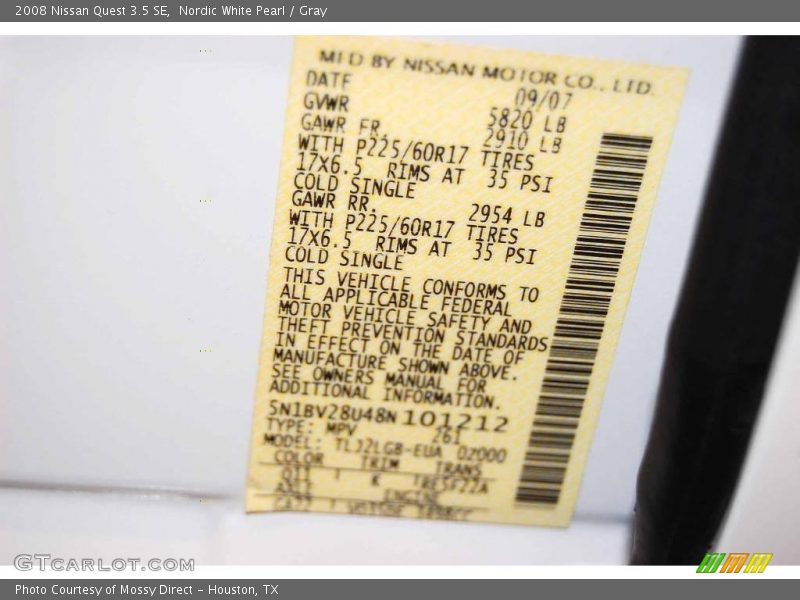 2008 Nissan Quest 3.5 SE,  Nordic White Pearl / Gray
MFD BY NISSAN MOTOR CO., LTD.
DATE 09/07
GVWR 5820 LB
GAWR FR. 2910 LB
WITH P225/60R17 TIRES
17X6.5 RIMS AT 35 PSI
COLD SINGLE
GAWR RR. 2954 LB
WITH P225/60R17 TIRES
17X6.5 RIMS AT 35 PSI
COLD SINGLE
THIS VEHICLE CONFORMS TO
ALL APPLICABLE FEDERAL
MOTOR VEHICLE SAFETY AND
THEFT PREVENTION STANDARDS
IN EFFECT ON THE DATE OF
MANUFACTURE SHOWN ABOVE.
SEE OWNERS MANUAL FOR
ADDITIONAL INFORMATION.
5N1BV28U48N101212
TYPE: MPV 261
MODEL: 02000
COLOR TRIM TRANS
K
ENGINE
GTcarlot.com
Photo Courtesy of Mossy Direct - Houston, TX